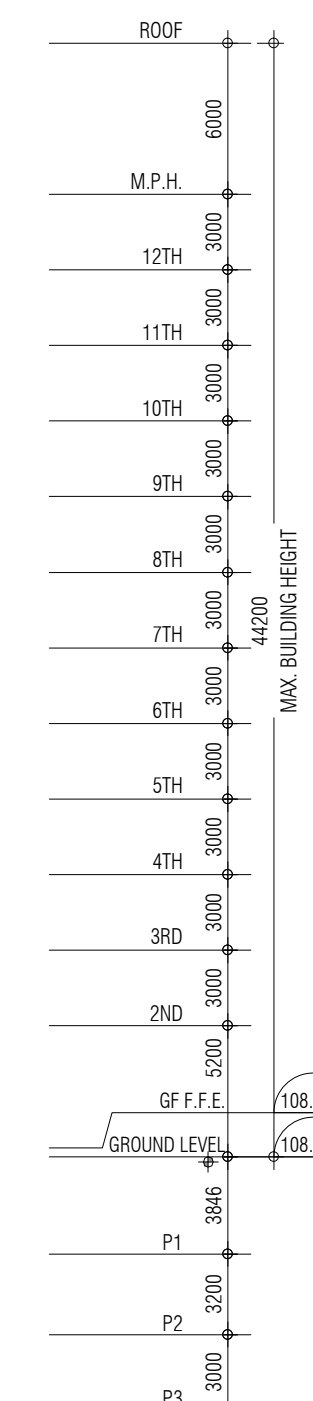 ROOF
6000
M.P.H.
3000
12TH
3000
11TH
3000
10TH
3000
9TH
3000
8TH
3000
7TH
3000
6TH
3000
5TH
3000
4TH
3000
3RD
3000
2ND
5200
GF F.F.E.
108.
GROUND LEVEL
108.
3846
P1
3200
P2
3000
P3
44200
MAX. BUILDING HEIGHT